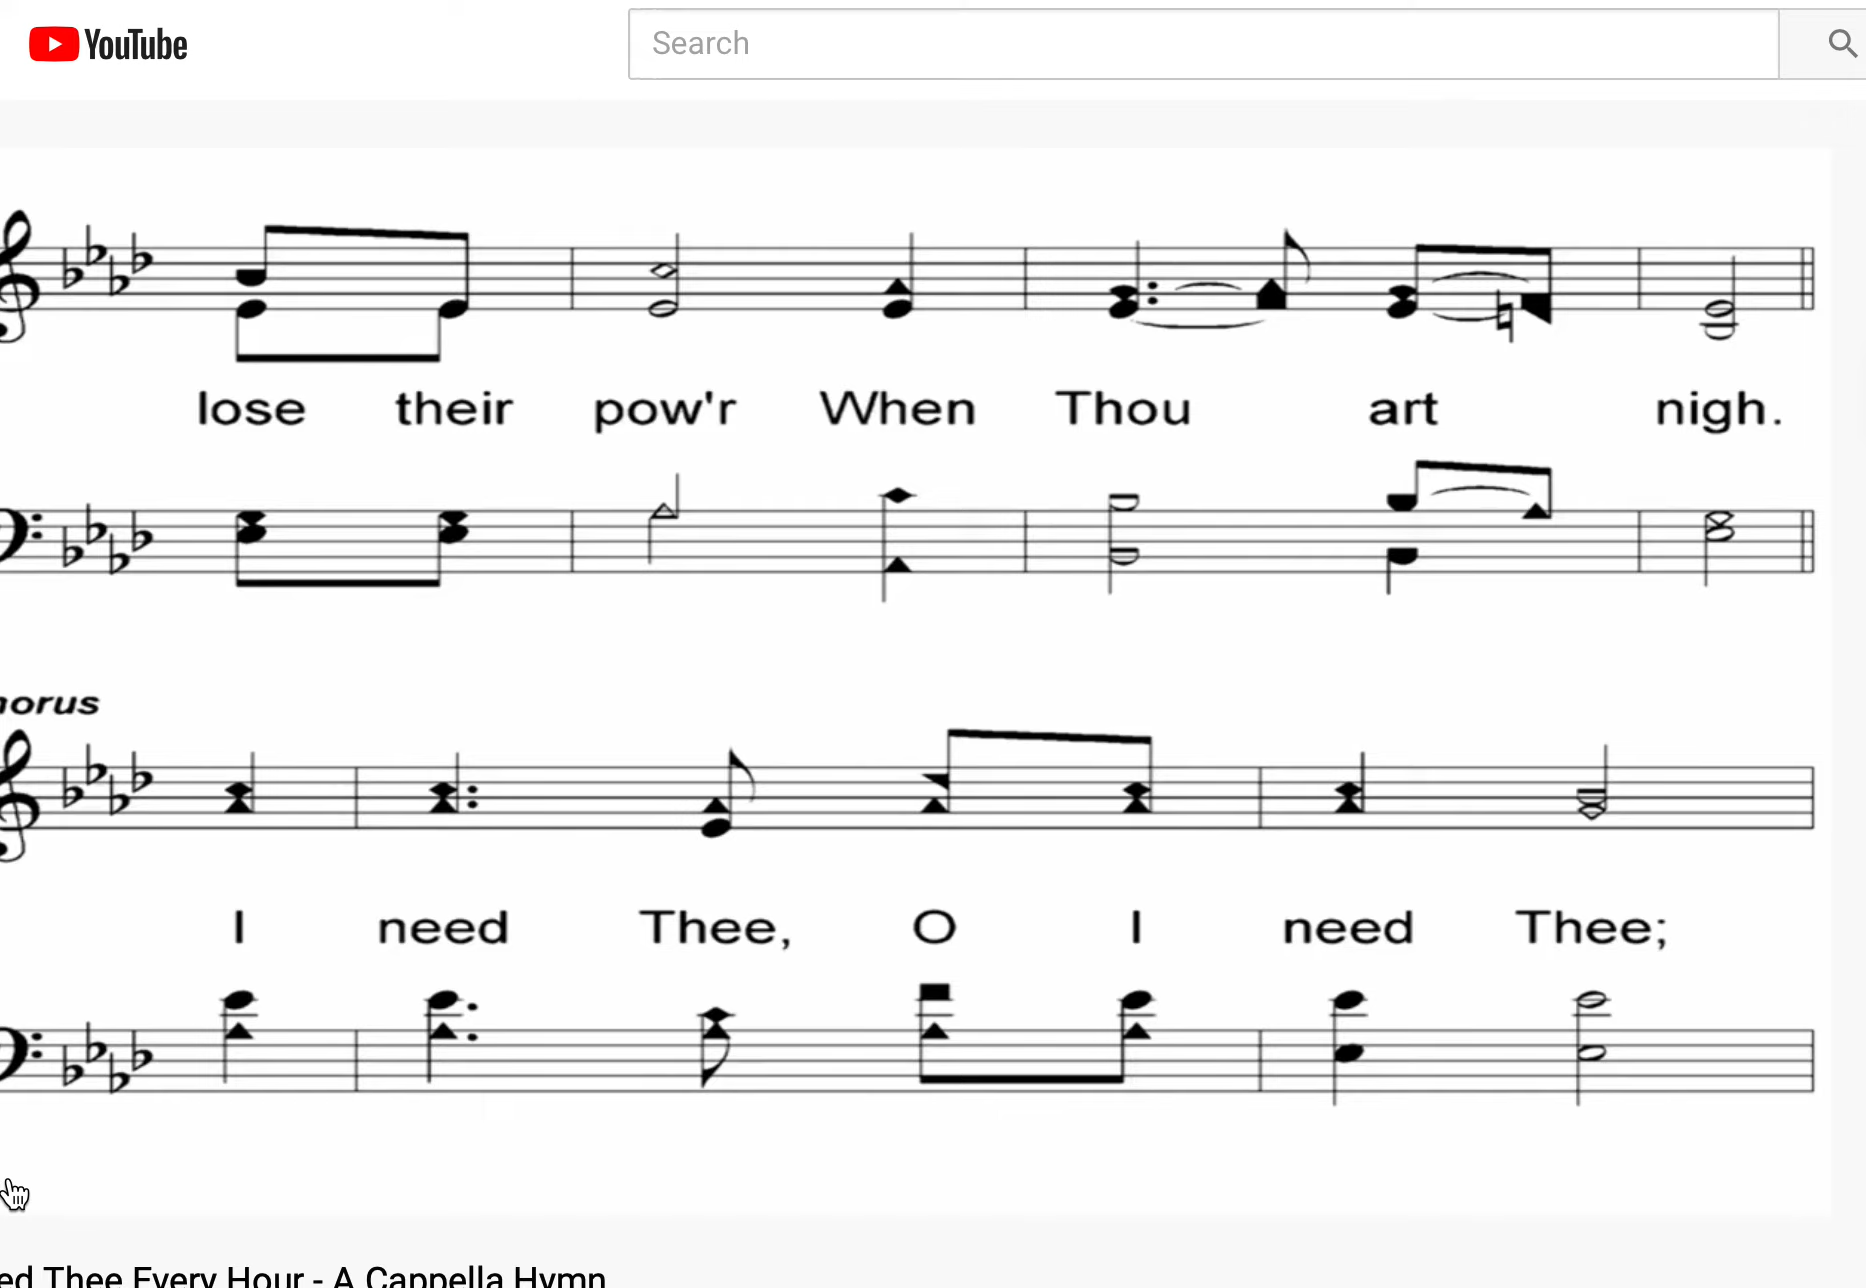 YouTube
Search
lose their pow'r When Thou art nigh.
horus
I need Thee, O I need Thee;
ed Thee Every Hour - A Cappella Hymn